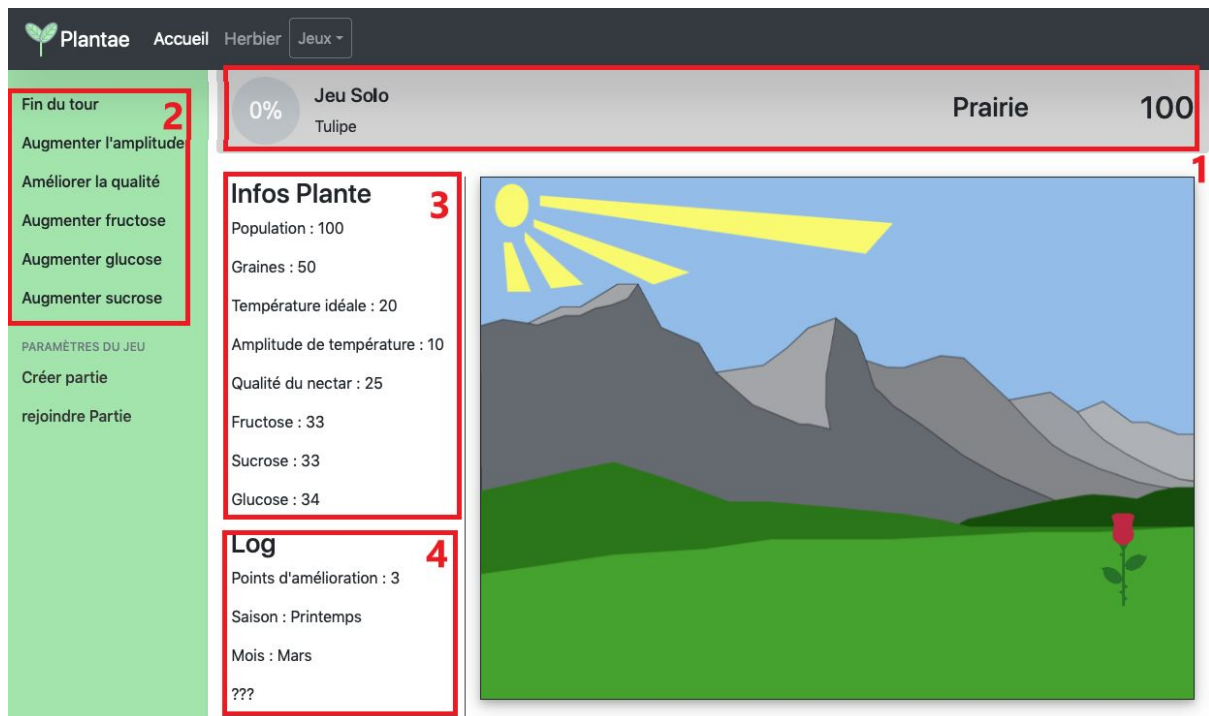 Plantae Accueil Herbier Jeux
Fin du tour
2
Augmenter l'amplitude
Améliorer la qualité
Augmenter fructose
Augmenter glucose
Augmenter sucrose
PARAMÈTRES DU JEU
Créer partie
rejoindre Partie
0%
Jeu Solo
Tulipe
Prairie 100
1
Infos Plante
3
Population : 100
Graines : 50
Température idéale : 20
Amplitude de température : 10
Qualité du nectar : 25
Fructose : 33
Sucrose : 33
Glucose : 34
Log
4
Points d'amélioration : 3
Saison : Printemps
Mois : Mars
???